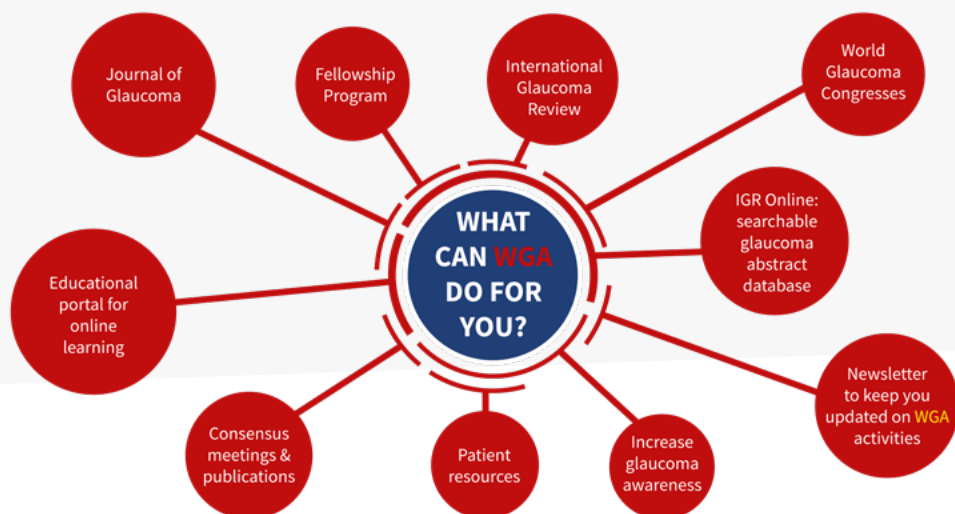 Journal of
Glaucoma
Fellowship
Program
International
Glaucoma
Review
World
Glaucoma
Congresses
WHAT
CAN WGA
DO FOR
YOU?
IGR Online:
searchable
glaucoma
abstract
database
Educational
portal for
online
learning
Newsletter
to keep you
updated on WGA
activities
Consensus
meetings &
publications
Patient
resources
Increase
glaucoma
awareness